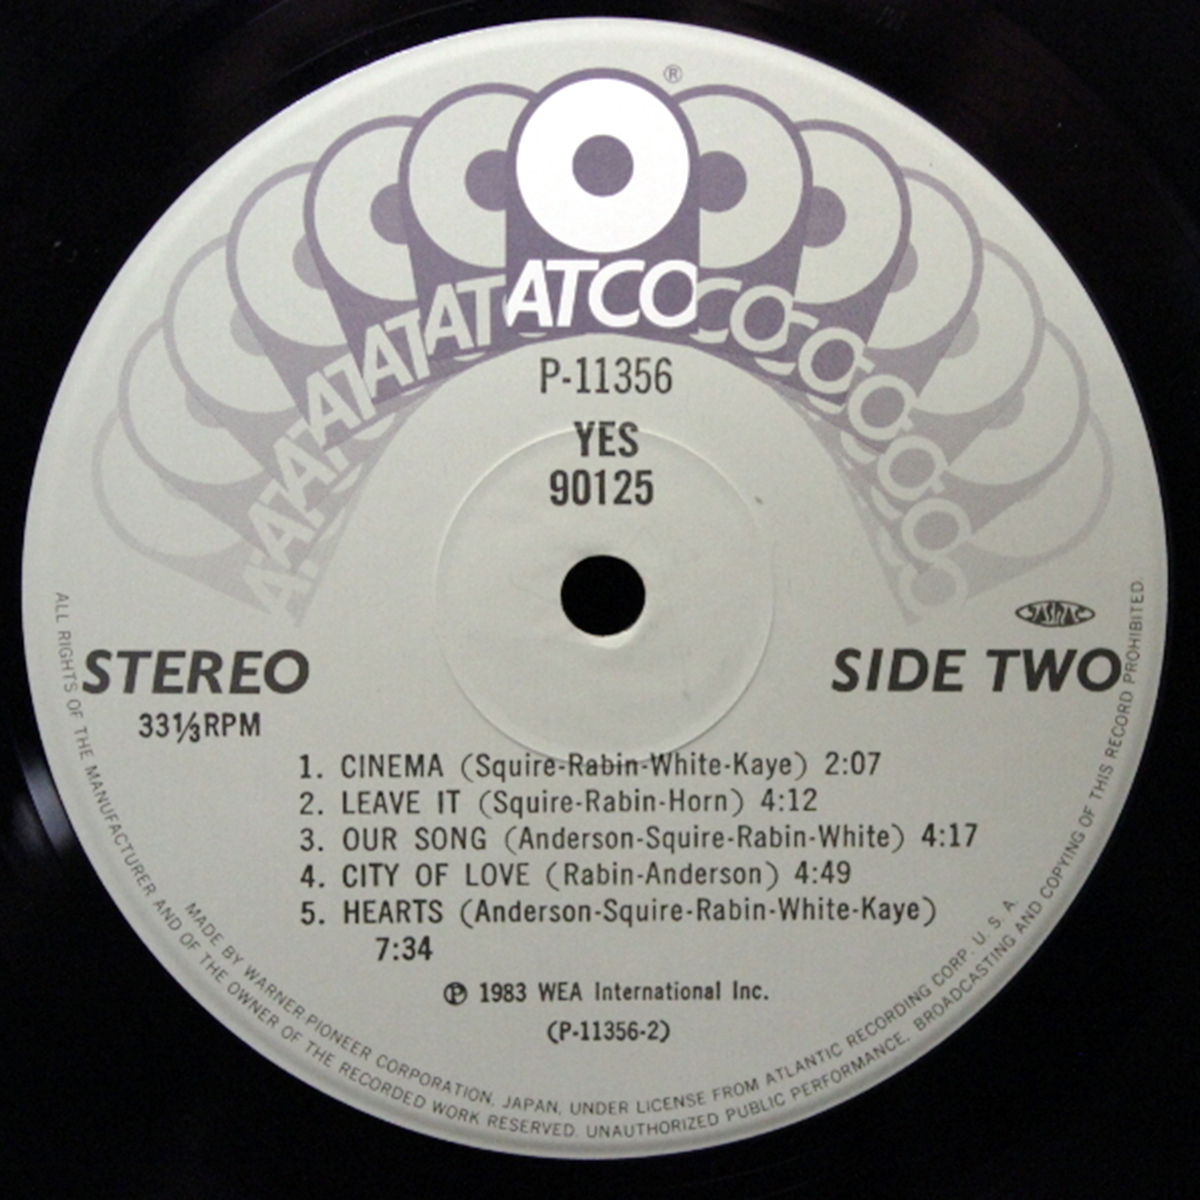 ®
ATCO
P-11356
YES
90125
JASRAC
STEREO
SIDE TWO
33⅓RPM
1. CINEMA (Squire-Rabin-White-Kaye) 2:07
2. LEAVE IT (Squire-Rabin-Horn) 4:12
3. OUR SONG (Anderson-Squire-Rabin-White) 4:17
4. CITY OF LOVE (Rabin-Anderson) 4:49
5. HEARTS (Anderson-Squire-Rabin-White-Kaye)
7:34
℗ 1983 WEA International Inc.
(P-11356-2)
MADE BY WARNER-PIONEER CORPORATION, JAPAN, UNDER LICENSE FROM ATLANTIC RECORDING CORP. U. S. A.
ALL RIGHTS OF THE MANUFACTURER AND OF THE OWNER OF THE RECORDED WORK RESERVED. UNAUTHORIZED PUBLIC PERFORMANCE, BROADCASTING AND COPYING OF THIS RECORD PROHIBITED.